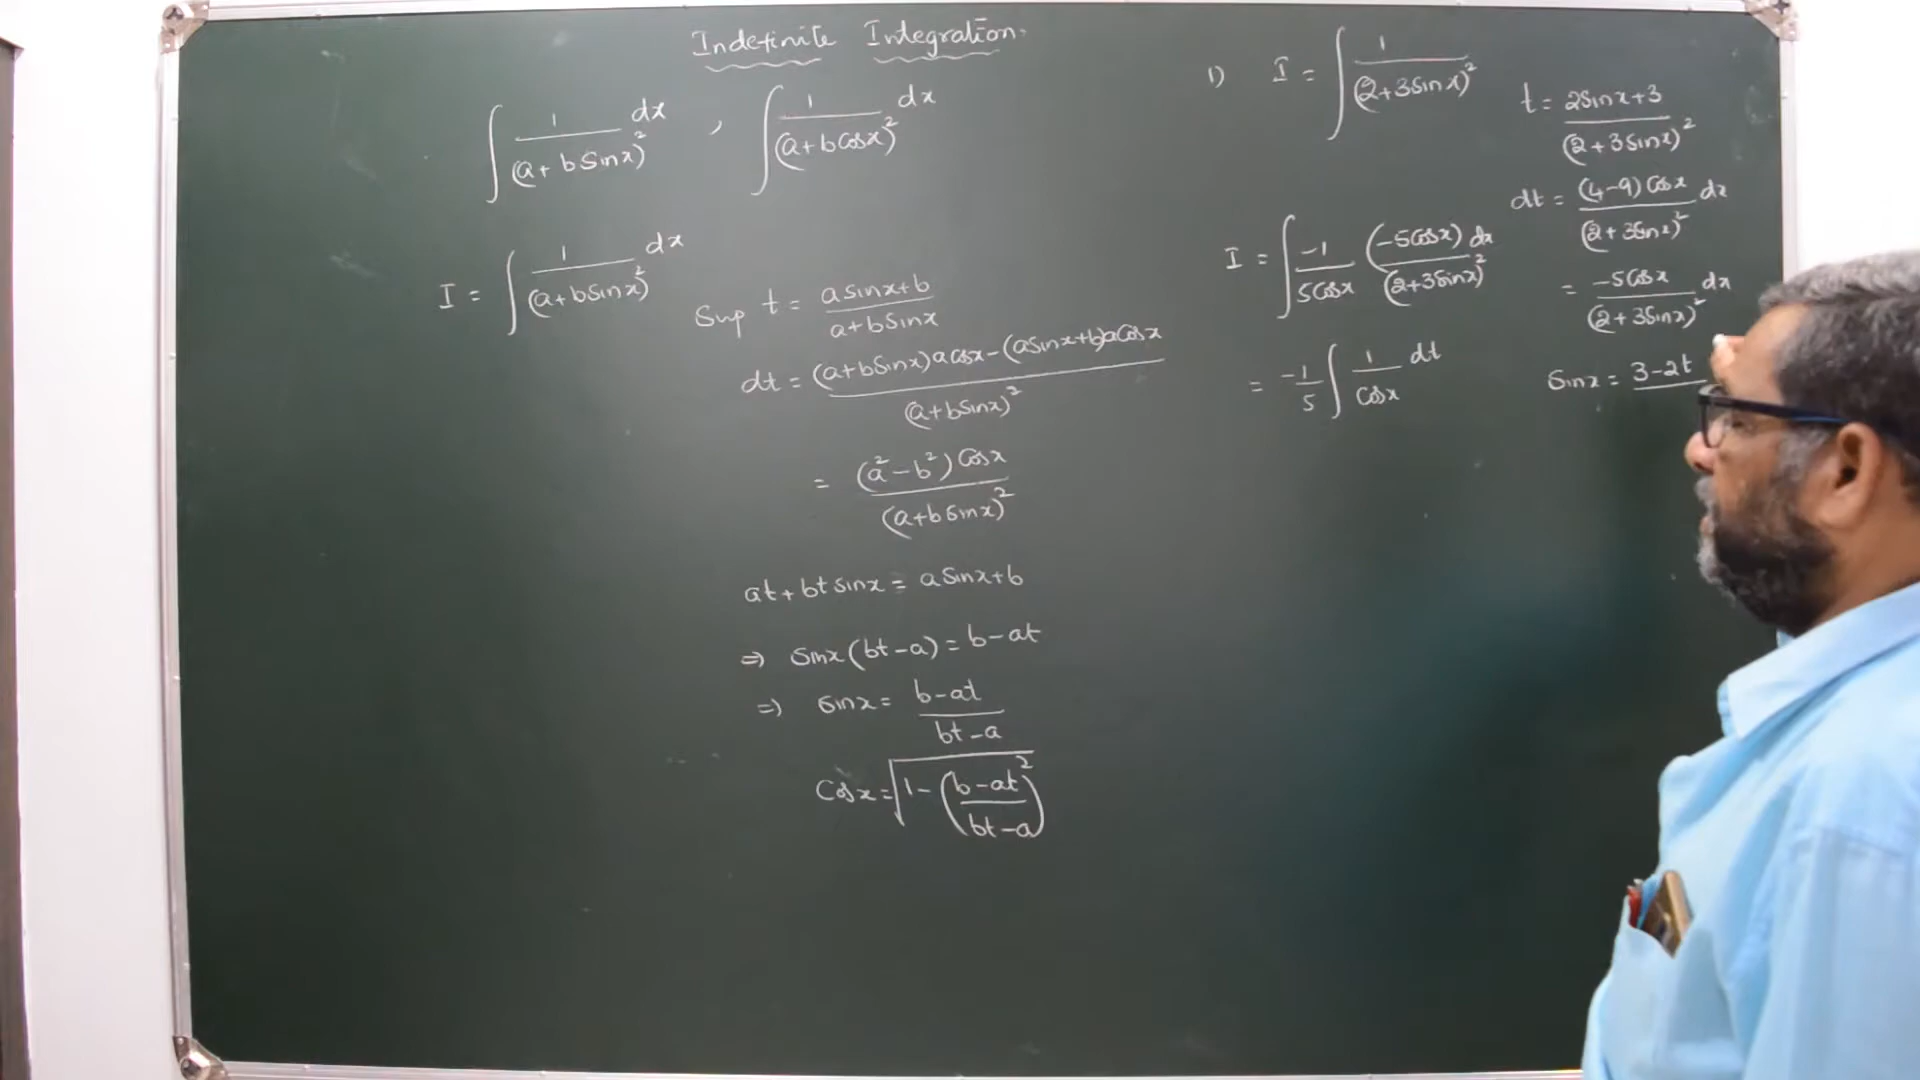 Indefinite Integration
∫ 1/(a+bSinx)² dx , ∫ 1/(a+bCosx)² dx
I = ∫ 1/(a+bSinx)² dx
Sup t = (asinx+b)/(a+bSinx)
dt = ((a+bSinx)acosx-(asinx+b)aCosx)/(a+bSinx)²
= (a²-b²)Cosx/(a+bSinx)²
at+btsinx = aSinx+b
⇒ Sinx(bt-a) = b-at
⇒ Sinx = (b-at)/(bt-a)
Cosx = √(1-((b-at)/(bt-a))²)
1) I = ∫ 1/(2+3Sinx)²
t = (2Sinx+3)/(2+3Sinx)²
dt = (4-9)Cosx/(2+3Sinx)² dx
= -5Cosx/(2+3Sinx)² dx
I = ∫ -1/5Cosx (-5Cosx)dx/(2+3Sinx)²
= -1/5 ∫ 1/Cosx dt
Sinx = 3-2t